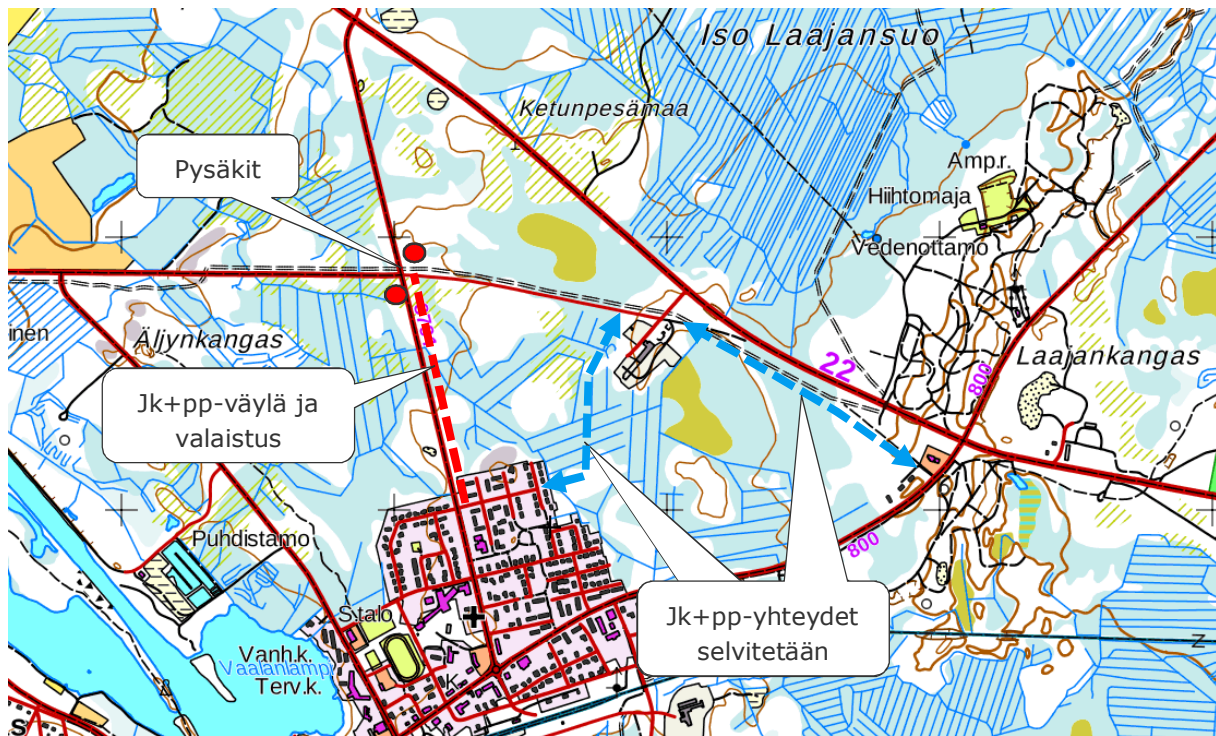 Iso Laajansuo
Ketunpesämaa
Pysäkit
Amp.r.
Hiihtomaja
Vedenottamo
inen
Äljynkangas
Laajankangas
22
800
Jk+pp-väylä ja
valaistus
Puhdistamo
800
S.talo
Jk+pp-yhteydet
selvitetään
Vanh.k.
Vaalanlampi
Terv.k.
K
Z
S